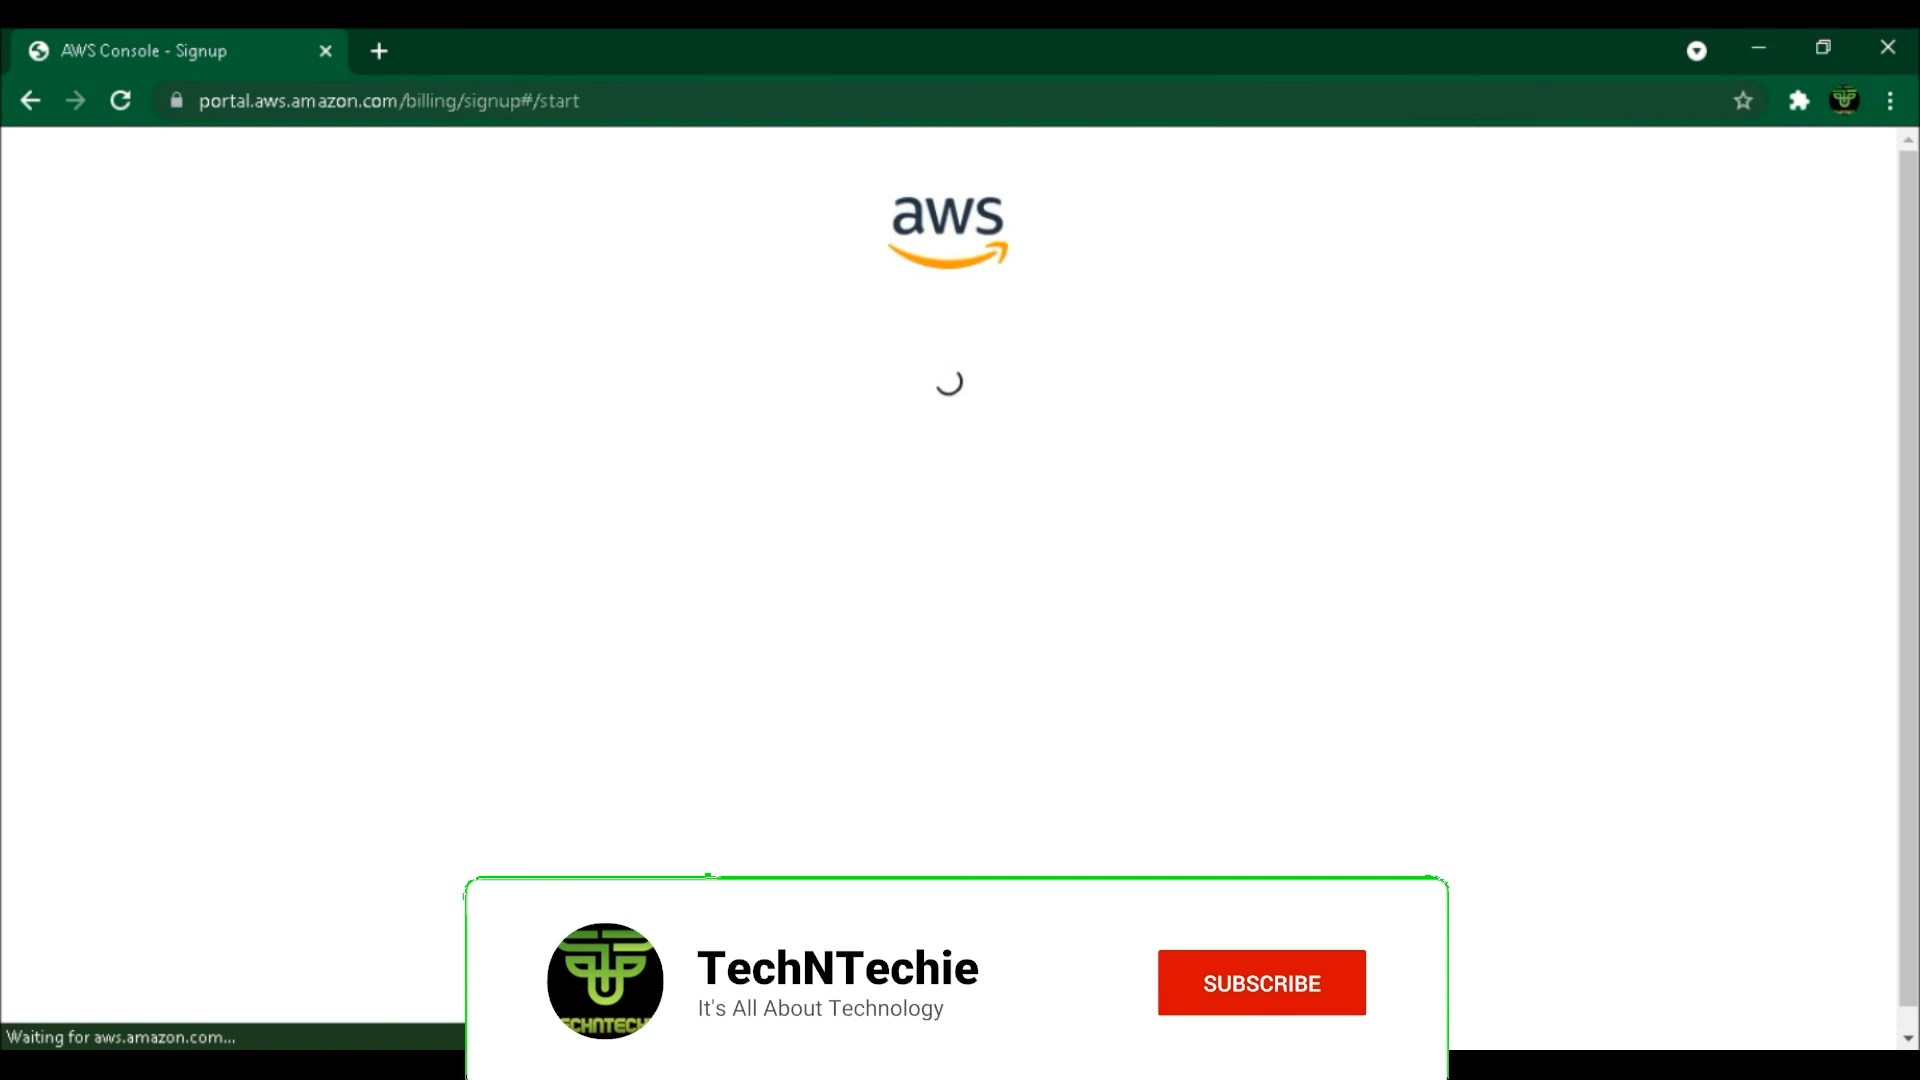 AWS Console - Signup
portal.aws.amazon.com/billing/signup#/start
aws
TechNTechie
It's All About Technology
SUBSCRIBE
Waiting for aws.amazon.com...